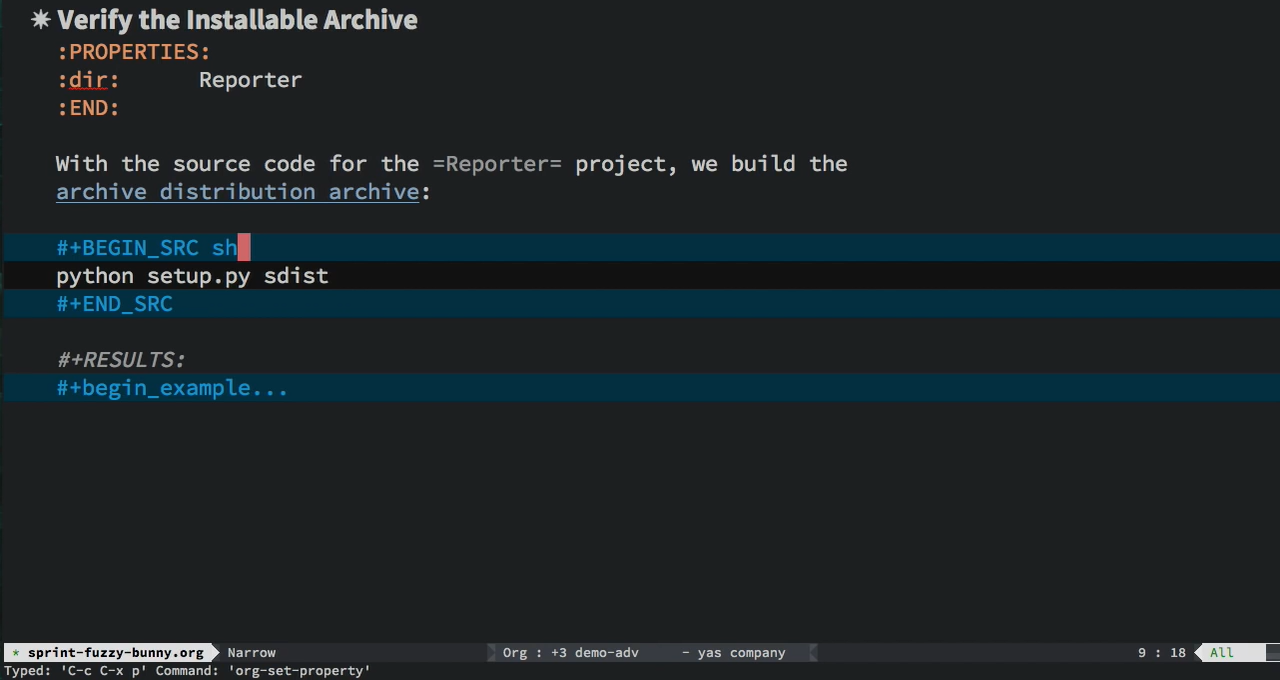 ✷ Verify the Installable Archive
:PROPERTIES:
:dir: Reporter
:END:
With the source code for the =Reporter= project, we build the
archive distribution archive:
#+BEGIN_SRC sh
python setup.py sdist
#+END_SRC
#+RESULTS:
#+begin_example...
* sprint-fuzzy-bunny.org Narrow Org : +3 demo-adv - yas company 9 : 18 All
Typed: 'C-c C-x p' Command: 'org-set-property'